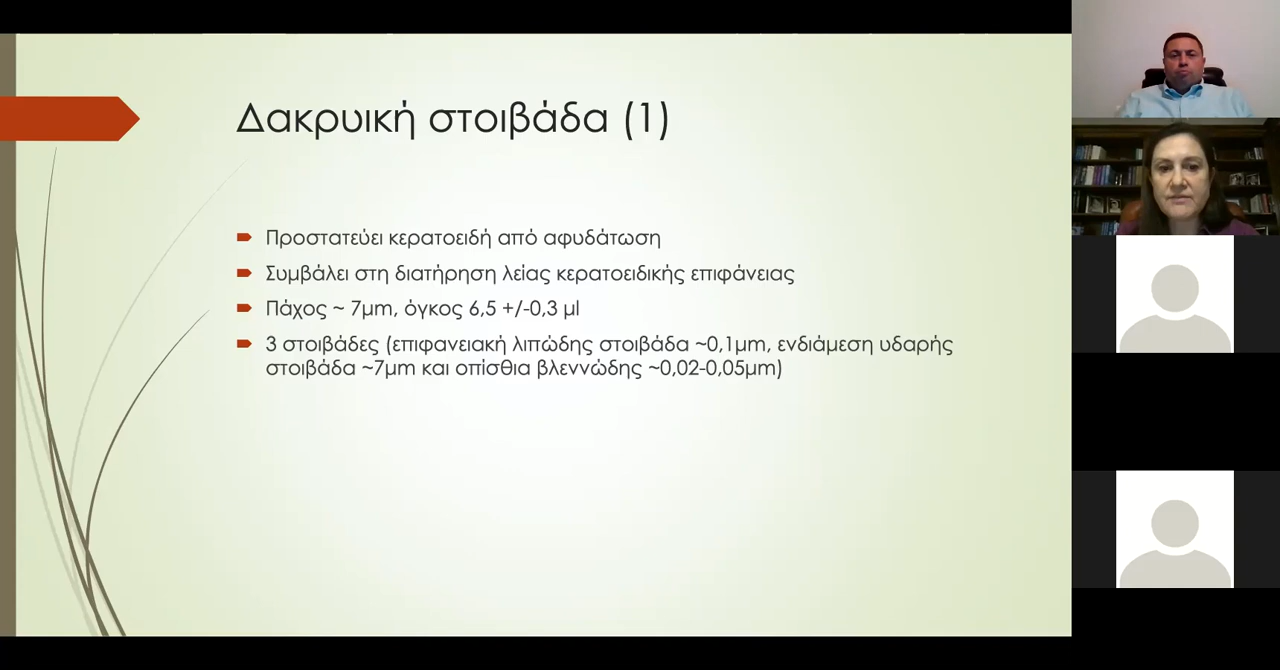 Δακρυική στοιβάδα (1)
Προστατεύει κερατοειδή από αφυδάτωση
Συμβάλει στη διατήρηση λείας κερατοειδικής επιφάνειας
Πάχος ~ 7μm, όγκος 6,5 +/-0,3 μl
3 στοιβάδες (επιφανειακή λιπώδης στοιβάδα ~0,1μm, ενδιάμεση υδαρής
στοιβάδα ~7μm και οπίσθια βλεννώδης ~0,02-0,05μm)